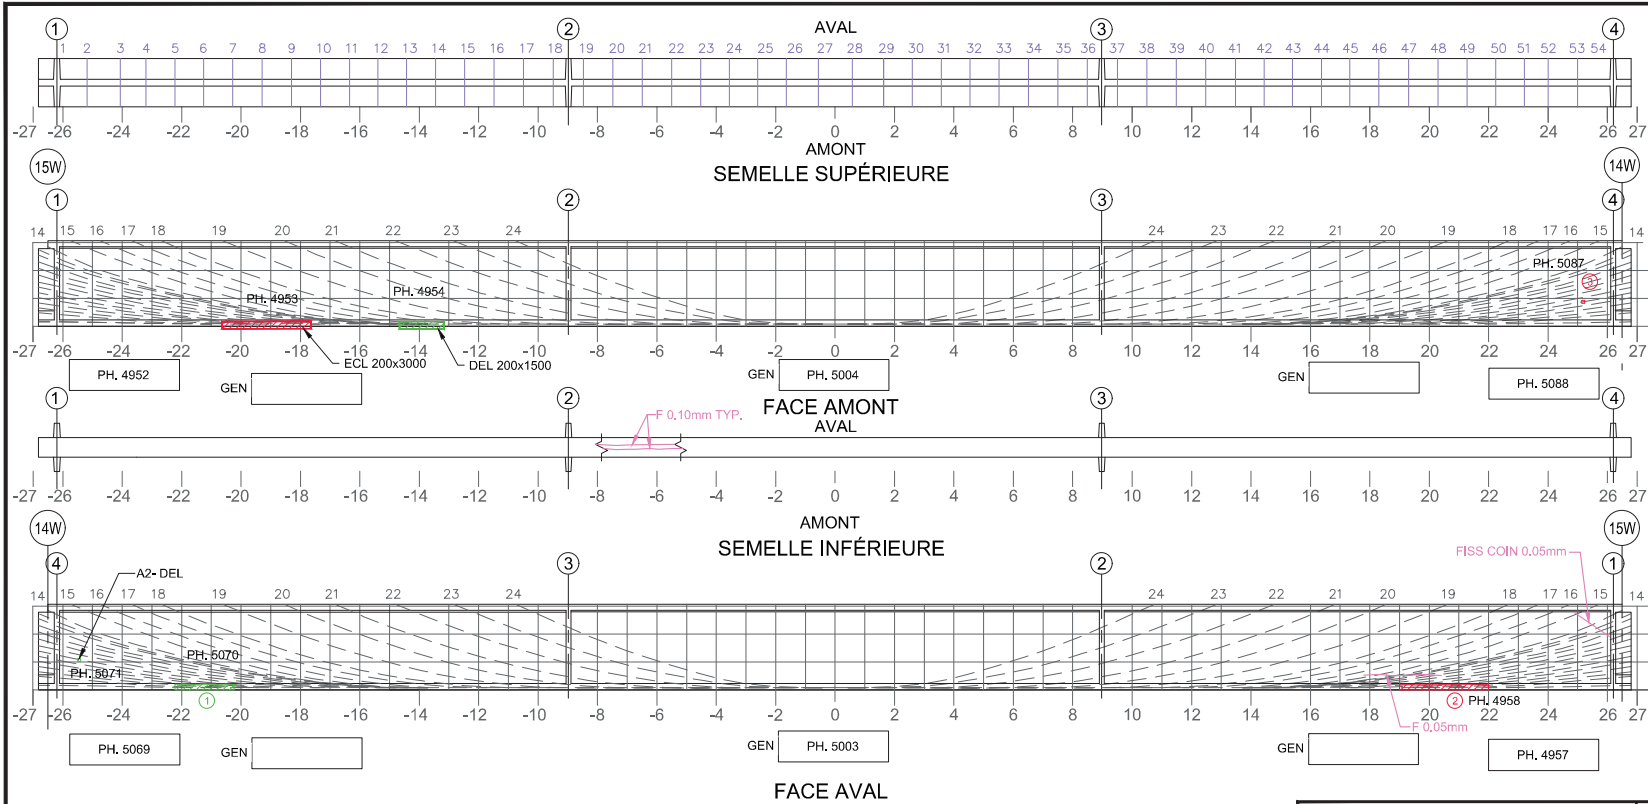 AVAL
1 2 3 4
1 2 3 4 5 6 7 8 9 10 11 12 13 14 15 16 17 18 19 20 21 22 23 24 25 26 27 28 29 30 31 32 33 34 35 36 37 38 39 40 41 42 43 44 45 46 47 48 49 50 51 52 53 54
-27 -26 -24 -22 -20 -18 -16 -14 -12 -10 -8 -6 -4 -2 0 2 4 6 8 10 12 14 16 18 20 22 24 26 27
AMONT
15W SEMELLE SUPÉRIEURE 14W
1 2 3 4
14 15 16 17 18 19 20 21 22 23 24 24 23 22 21 20 19 18 17 16 15 14
PH. 5087
3
PH. 4953 PH. 4954
-27 -26 -24 -22 -20 -18 -16 -14 -12 -10 -8 -6 -4 -2 0 2 4 6 8 10 12 14 16 18 20 22 24 26 27
ECL 200x3000 DEL 200x1500
PH. 4952 GEN GEN PH. 5004 GEN PH. 5088
FACE AMONT
1 2 3 4
AVAL
F 0.10mm TYP.
-27 -26 -24 -22 -20 -18 -16 -14 -12 -10 -8 -6 -4 -2 0 2 4 6 8 10 12 14 16 18 20 22 24 26 27
AMONT
14W SEMELLE INFÉRIEURE 15W
FISS COIN 0.05mm
4 3 2 1
A2- DEL
14 15 16 17 18 19 20 21 22 23 24 24 23 22 21 20 19 18 17 16 15 14
PH. 5070
PH. 5071
1 2 PH. 4958
-27 -26 -24 -22 -20 -18 -16 -14 -12 -10 -8 -6 -4 -2 0 2 4 6 8 10 12 14 16 18 20 22 24 26 27
F 0.05mm
PH. 5069 GEN GEN PH. 5003 GEN PH. 4957
FACE AVAL